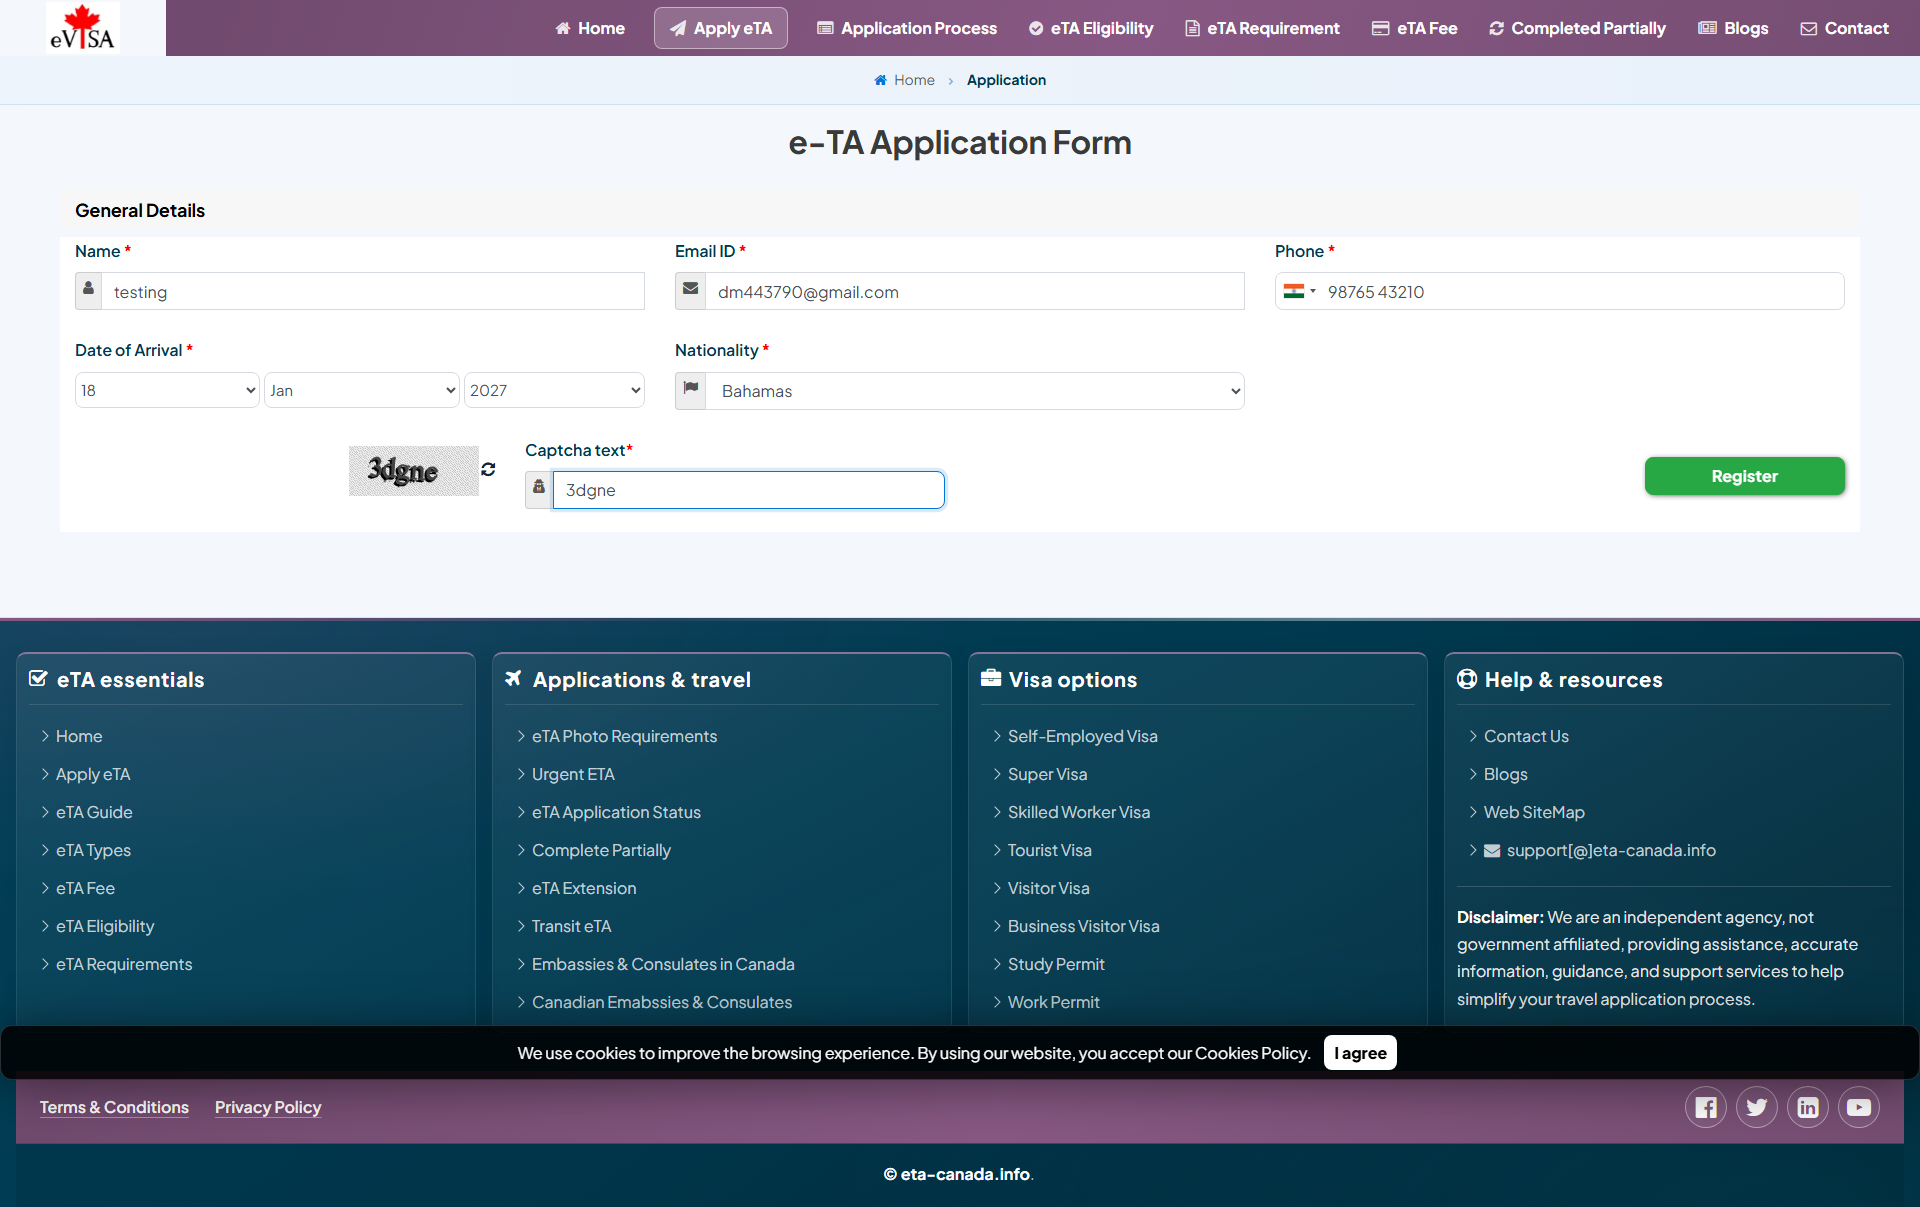 eVISA
Home
Apply eTA
Application Process
eTA Eligibility
eTA Requirement
eTA Fee
Completed Partially
Blogs
Contact
Home › Application
e-TA Application Form
General Details
Name *
Email ID *
Phone *
testing
dm443790@gmail.com
98765 43210
Date of Arrival *
Nationality *
18
Jan
2027
Bahamas
3dgne
Captcha text*
3dgne
Register
eTA essentials
Home
Apply eTA
eTA Guide
eTA Types
eTA Fee
eTA Eligibility
eTA Requirements
Applications & travel
eTA Photo Requirements
Urgent ETA
eTA Application Status
Complete Partially
eTA Extension
Transit eTA
Embassies & Consulates in Canada
Canadian Emabssies & Consulates
Visa options
Self-Employed Visa
Super Visa
Skilled Worker Visa
Tourist Visa
Visitor Visa
Business Visitor Visa
Study Permit
Work Permit
Help & resources
Contact Us
Blogs
Web SiteMap
support[@]eta-canada.info
Disclaimer: We are an independent agency, not
government affiliated, providing assistance, accurate
information, guidance, and support services to help
simplify your travel application process.
We use cookies to improve the browsing experience. By using our website, you accept our Cookies Policy.
I agree
Terms & Conditions
Privacy Policy
© eta-canada.info.